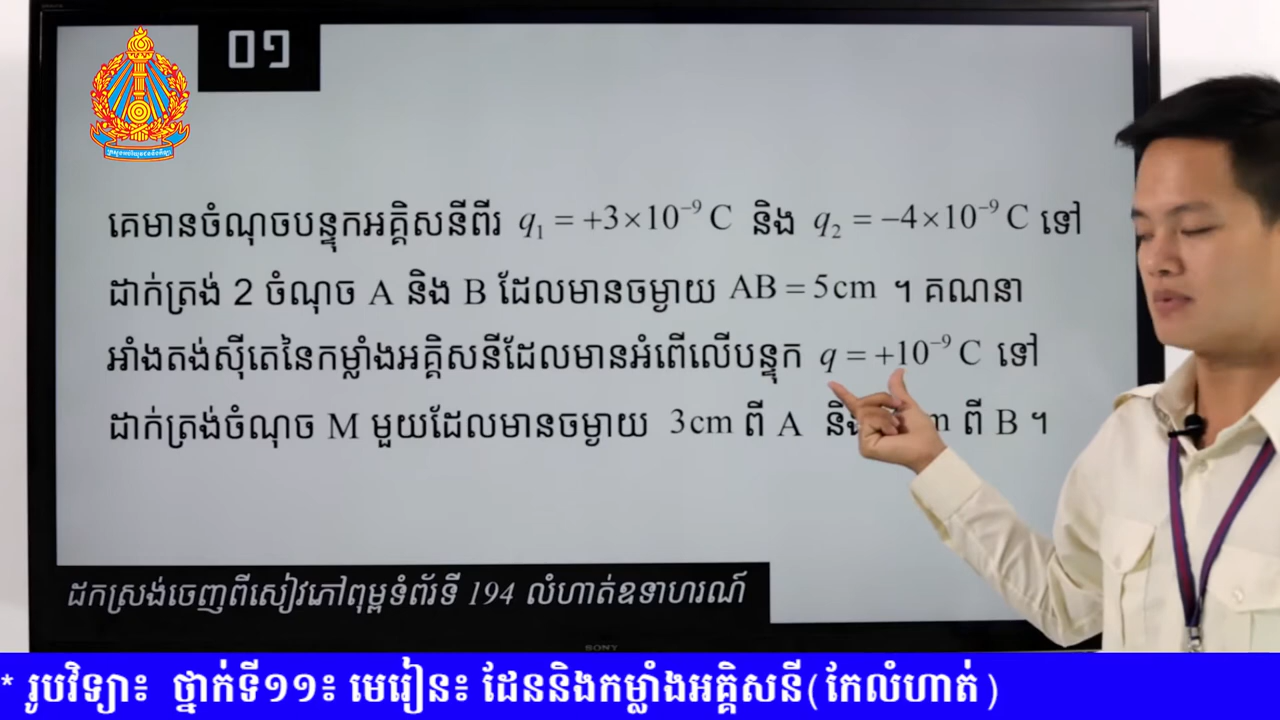 ០១
គេមានចំណុចបន្ទុកអគ្គិសនីពីរ q₁ = +3×10⁻⁹ C និង q₂ = −4×10⁻⁹ C ទៅ
ដាក់ត្រង់ 2 ចំណុច A និង B ដែលមានចម្ងាយ AB = 5cm ។ គណនា
អាំងតង់ស៊ីតេនៃកម្លាំងអគ្គិសនីដែលមានអំពើលើបន្ទុក q = +10⁻⁹ C ទៅ
ដាក់ត្រង់ចំណុច M មួយដែលមានចម្ងាយ 3cm ពី A ពី B ។
ដកស្រង់ចេញពីសៀវភៅពុម្ពទំព័រទី 194 លំហាត់ឧទាហរណ៍
SONY
* រូបវិទ្យា៖ ថ្នាក់ទី១១៖ មេរៀន៖ ដែននិងកម្លាំងអគ្គិសនី(កែលំហាត់)